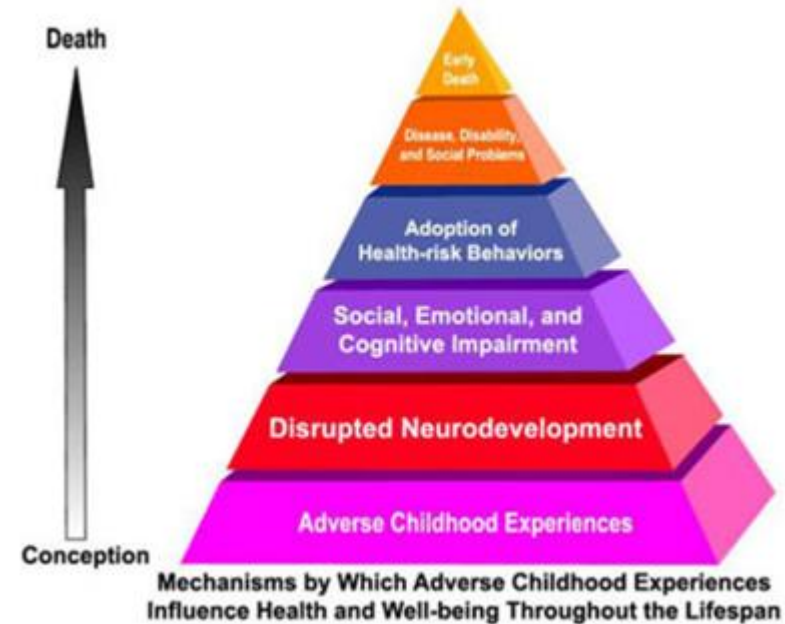 Death
Early
Death
Disease, Disability,
and Social Problems
Adoption of
Health-risk Behaviors
Social, Emotional, and
Cognitive Impairment
Disrupted Neurodevelopment
Adverse Childhood Experiences
Conception
Mechanisms by Which Adverse Childhood Experiences
Influence Health and Well-being Throughout the Lifespan